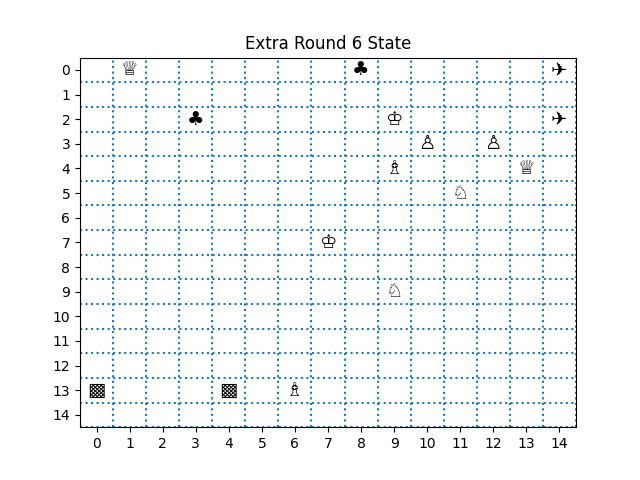 Extra Round 6 State
0 ♕ ♣ ✈
1
2 ♣ ♔ ✈
3 ♙ ♙
4 ♗ ♕
5 ♘
6
7 ♔
8
9 ♘
10
11
12
13 ▩ ▩ ♗
14
0 1 2 3 4 5 6 7 8 9 10 11 12 13 14